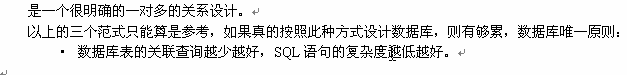 是一个很明确的一对多的关系设计。
以上的三个范式只能算是参考，如果真的按照此种方式设计数据库，则有够累，数据库唯一原则：
• 数据库表的关联查询越少越好，SQL 语句的复杂度越低越好。